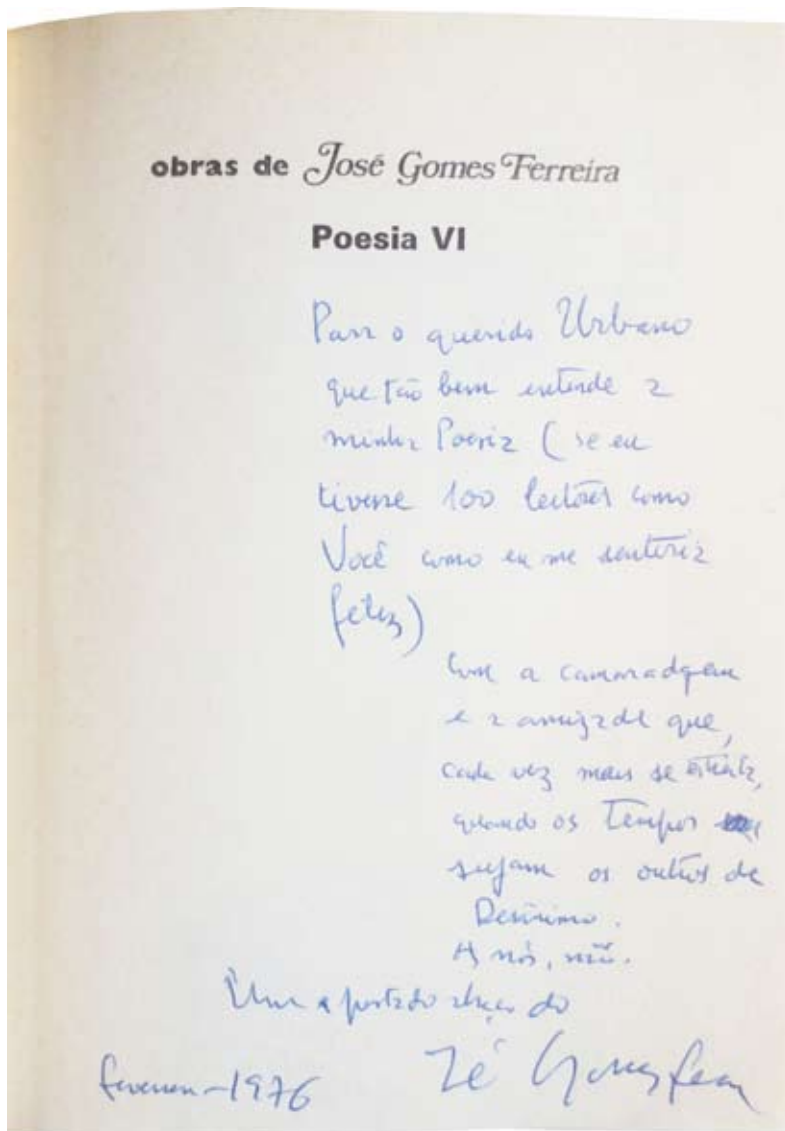 obras de José Gomes Ferreira
Poesia VI
Para o querido Urbano
que tão bem entende a
minha Poesia (se eu
tivesse 100 leitores como
Você como eu me sentiria
feliz)
Com a camaradagem
e a amizade que,
cada vez mais se estreita,
quando os Tempos
sujam os outros de
Desânimo.
A nós, não.
Um apertado abraço do
Zé Gomes Ferreira
fevereiro-1976